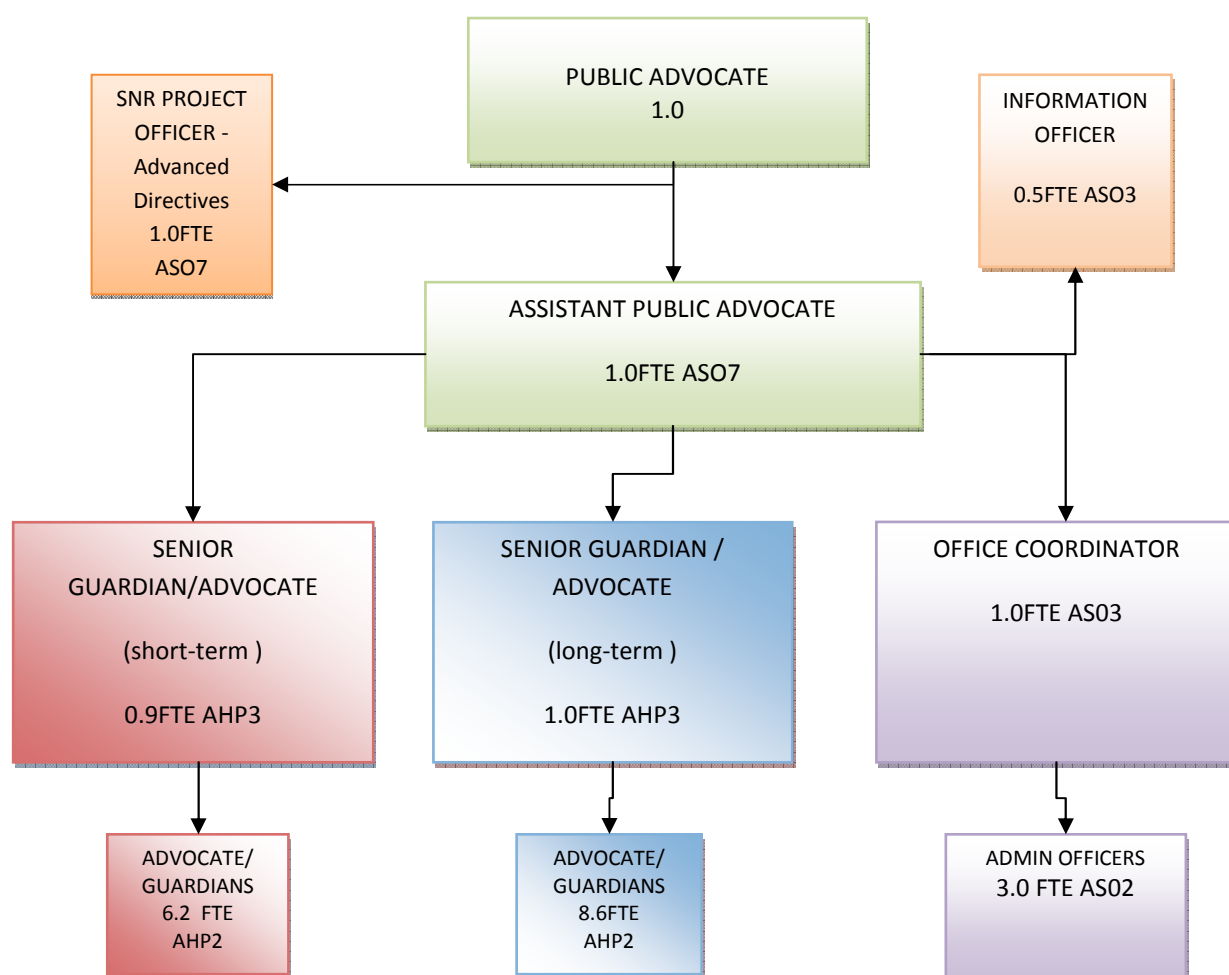 PUBLIC ADVOCATE
1.0
SNR PROJECT
OFFICER -
Advanced
Directives
1.0FTE
ASO7
INFORMATION
OFFICER
0.5FTE ASO3
ASSISTANT PUBLIC ADVOCATE
1.0FTE ASO7
SENIOR
GUARDIAN/ADVOCATE
(short-term )
0.9FTE AHP3
SENIOR GUARDIAN /
ADVOCATE
(long-term )
1.0FTE AHP3
OFFICE COORDINATOR
1.0FTE AS03
ADVOCATE/
GUARDIANS
6.2  FTE
AHP2
ADVOCATE/
GUARDIANS
8.6FTE
AHP2
ADMIN OFFICERS
3.0 FTE AS02